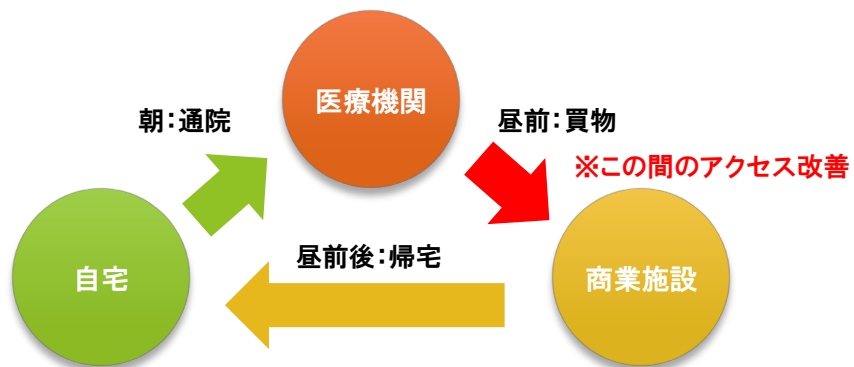 医療機関
朝：通院
昼前：買物
※この間のアクセス改善
自宅
昼前後：帰宅
商業施設